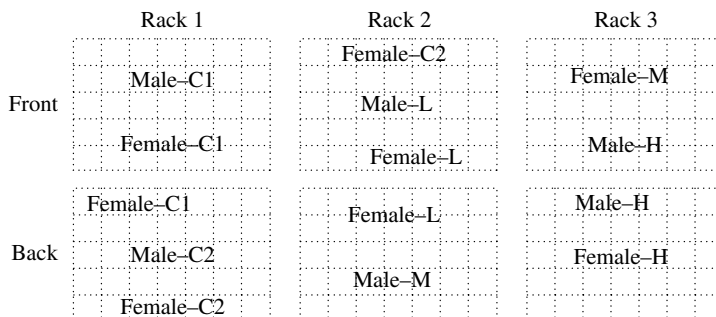 Rack 1 Rack 2 Rack 3
Front
Male–C1
Female–C1
Female–C2
Male–L
Female–L
Female–M
Male–H
Back
Female–C1
Male–C2
Female–C2
Female–L
Male–M
Male–H
Female–H